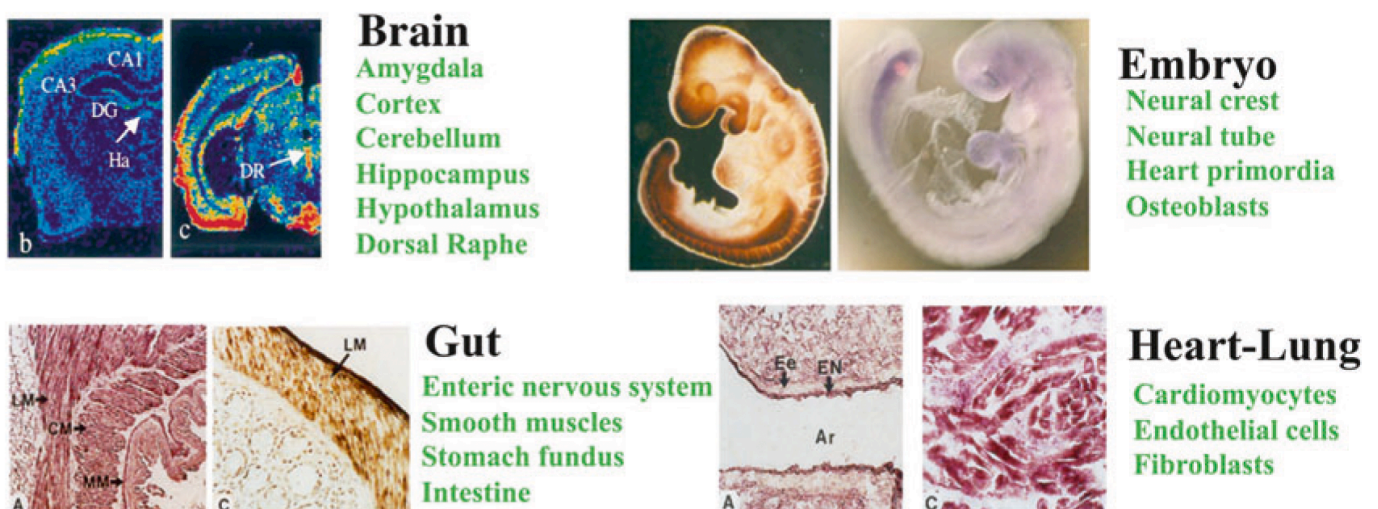 Brain
Amygdala
Cortex
Cerebellum
Hippocampus
Hypothalamus
Dorsal Raphe
CA1
CA3
DG
Ha
b
DR
c
Embryo
Neural crest
Neural tube
Heart primordia
Osteoblasts
Gut
Enteric nervous system
Smooth muscles
Stomach fundus
Intestine
LM
CM
MM
A
LM
C
Heart-Lung
Cardiomyocytes
Endothelial cells
Fibroblasts
Ee
EN
Ar
A
C